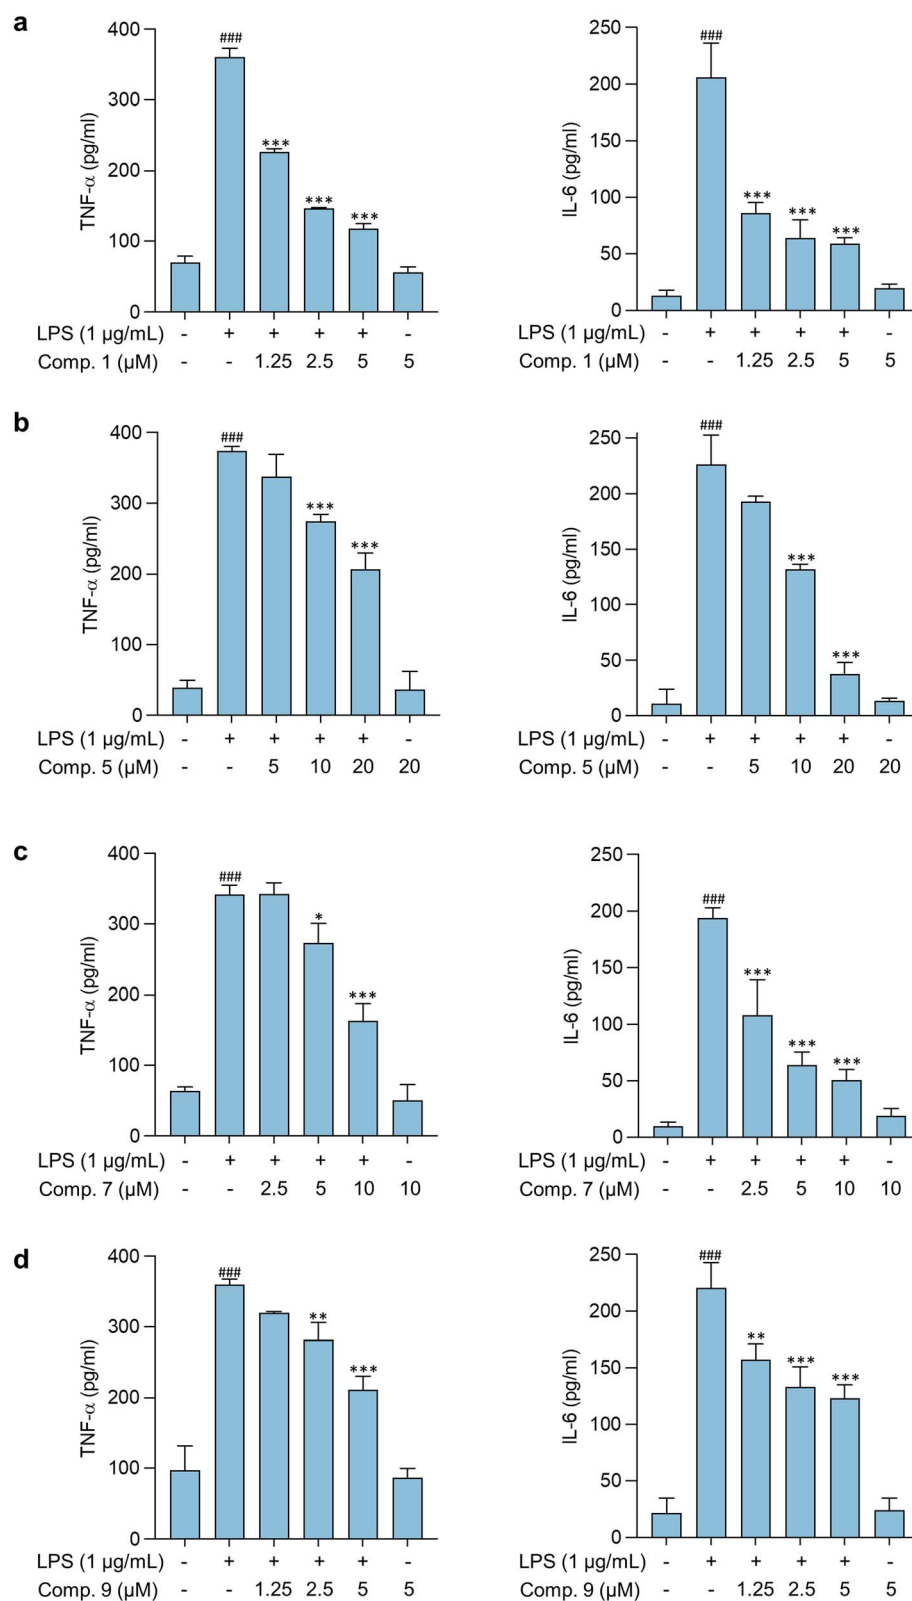 a
TNF-α (pg/ml)
400
300
200
100
0
###
***
***
***
LPS (1 µg/mL) - + + + + -
Comp. 1 (µM) - - 1.25 2.5 5 5
IL-6 (pg/ml)
250
200
150
100
50
0
###
***
***
***
LPS (1 µg/mL) - + + + + -
Comp. 1 (µM) - - 1.25 2.5 5 5
b
TNF-α (pg/ml)
400
300
200
100
0
###
***
***
LPS (1 µg/mL) - + + + + -
Comp. 5 (µM) - - 5 10 20 20
IL-6 (pg/ml)
250
200
150
100
50
0
###
***
***
LPS (1 µg/mL) - + + + + -
Comp. 5 (µM) - - 5 10 20 20
c
TNF-α (pg/ml)
400
300
200
100
0
###
*
***
LPS (1 µg/mL) - + + + + -
Comp. 7 (µM) - - 2.5 5 10 10
IL-6 (pg/ml)
250
200
150
100
50
0
###
***
***
***
LPS (1 µg/mL) - + + + + -
Comp. 7 (µM) - - 2.5 5 10 10
d
TNF-α (pg/ml)
400
300
200
100
0
###
**
***
LPS (1 µg/mL) - + + + + -
Comp. 9 (µM) - - 1.25 2.5 5 5
IL-6 (pg/ml)
250
200
150
100
50
0
###
**
***
***
LPS (1 µg/mL) - + + + + -
Comp. 9 (µM) - - 1.25 2.5 5 5